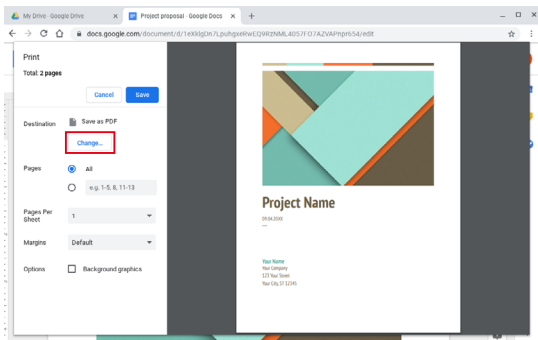 My Drive - Google Drive
Project proposal - Google Docs
docs.google.com/document/d/1eXklgDn7LpuhgxeRwEQ9RzNML4057FO7AZVAPnpr654/edit
Print
Total: 2 pages
Cancel
Save
Destination
Save as PDF
Change...
Pages
All
e.g. 1-5, 8, 11-13
Pages Per
Sheet
1
Margins
Default
Options
Background graphics
Project Name
09.04.20XX
Your Name
Your Company
123 Your Street
Your City, ST 12345